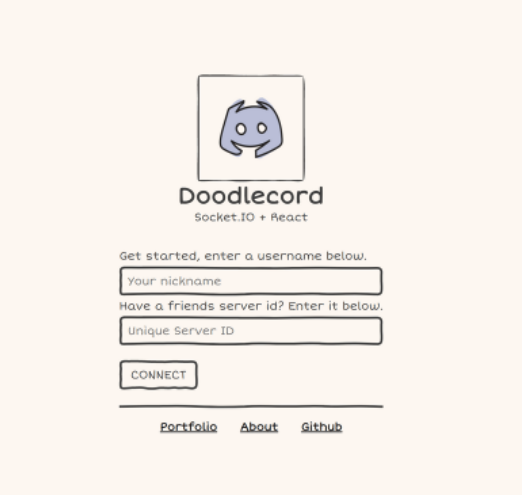 Doodlecord
Socket.IO + React
Get started, enter a username below.
Your nickname
Have a friends server id? Enter it below.
Unique Server ID
CONNECT
Portfolio About Github